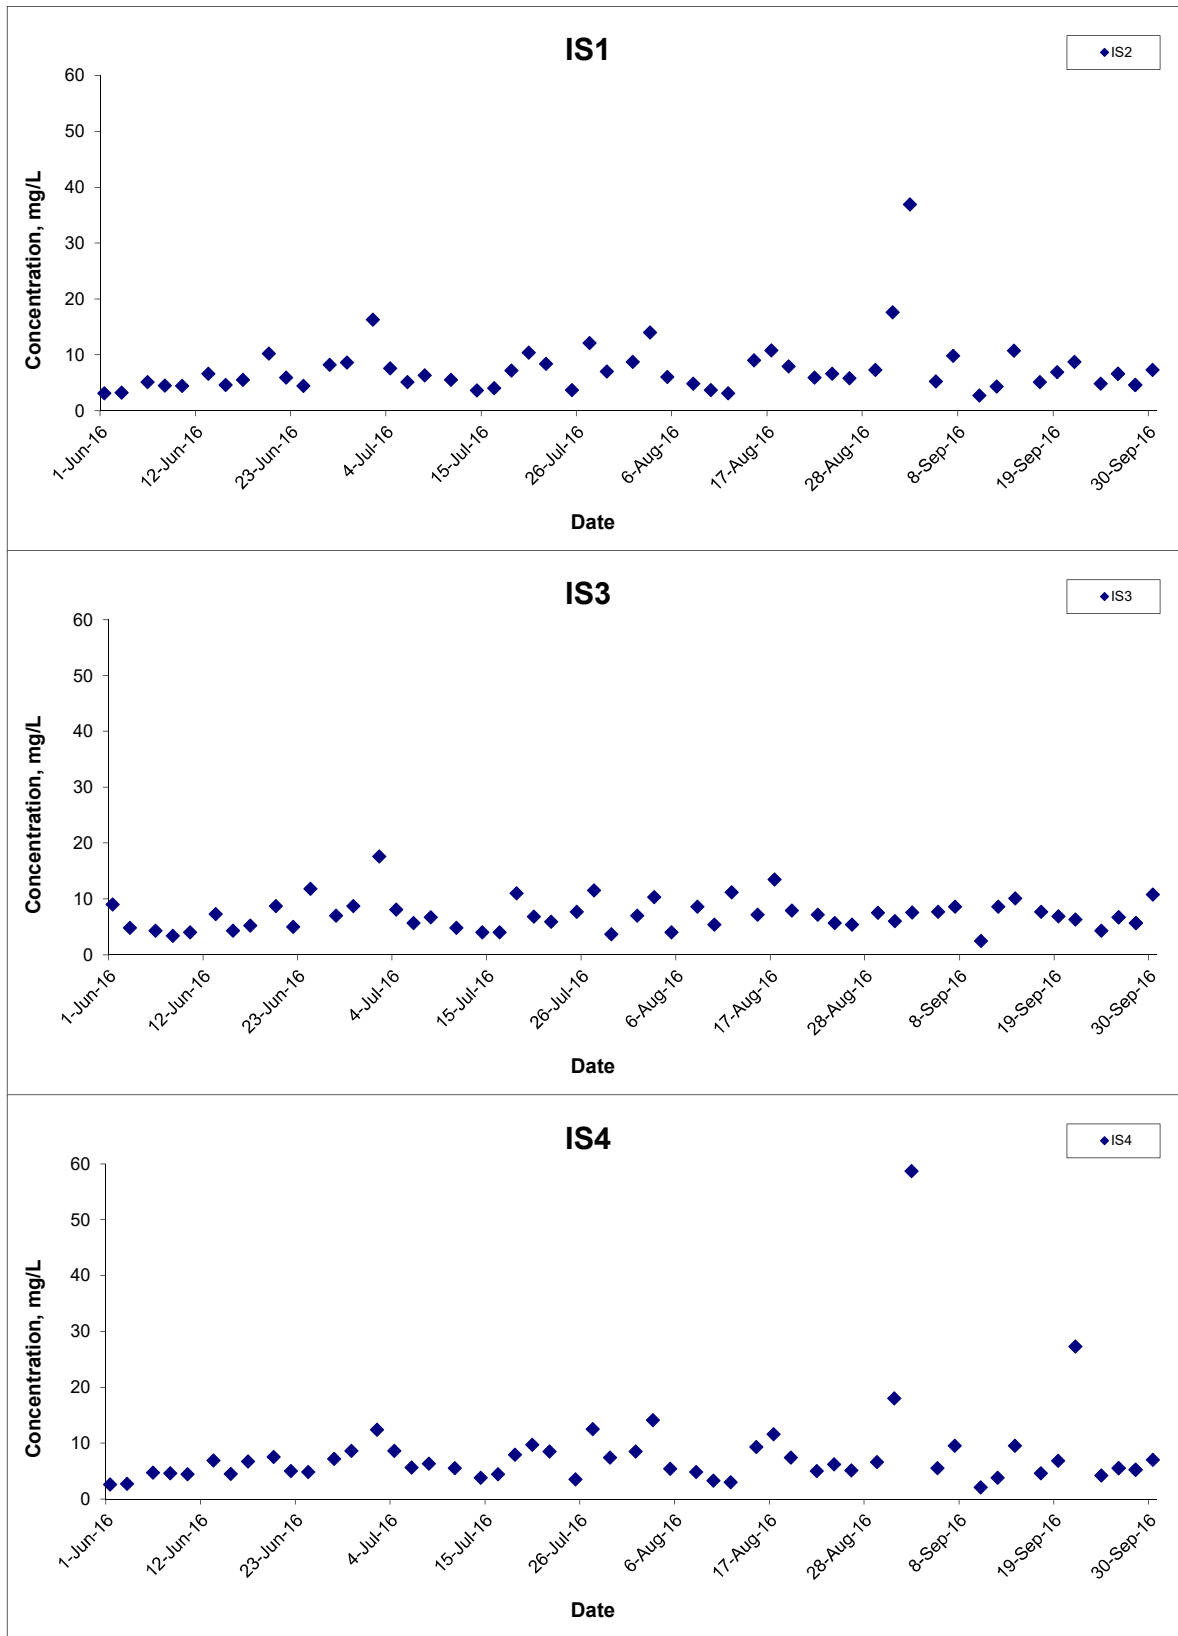 IS1
IS2
60
50
40
30
20
10
0
Concentration, mg/L
1-Jun-16
12-Jun-16
23-Jun-16
4-Jul-16
15-Jul-16
26-Jul-16
6-Aug-16
17-Aug-16
28-Aug-16
8-Sep-16
19-Sep-16
30-Sep-16
Date
IS3
IS3
60
50
40
30
20
10
0
Concentration, mg/L
1-Jun-16
12-Jun-16
23-Jun-16
4-Jul-16
15-Jul-16
26-Jul-16
6-Aug-16
17-Aug-16
28-Aug-16
8-Sep-16
19-Sep-16
30-Sep-16
Date
IS4
IS4
60
50
40
30
20
10
0
Concentration, mg/L
1-Jun-16
12-Jun-16
23-Jun-16
4-Jul-16
15-Jul-16
26-Jul-16
6-Aug-16
17-Aug-16
28-Aug-16
8-Sep-16
19-Sep-16
30-Sep-16
Date